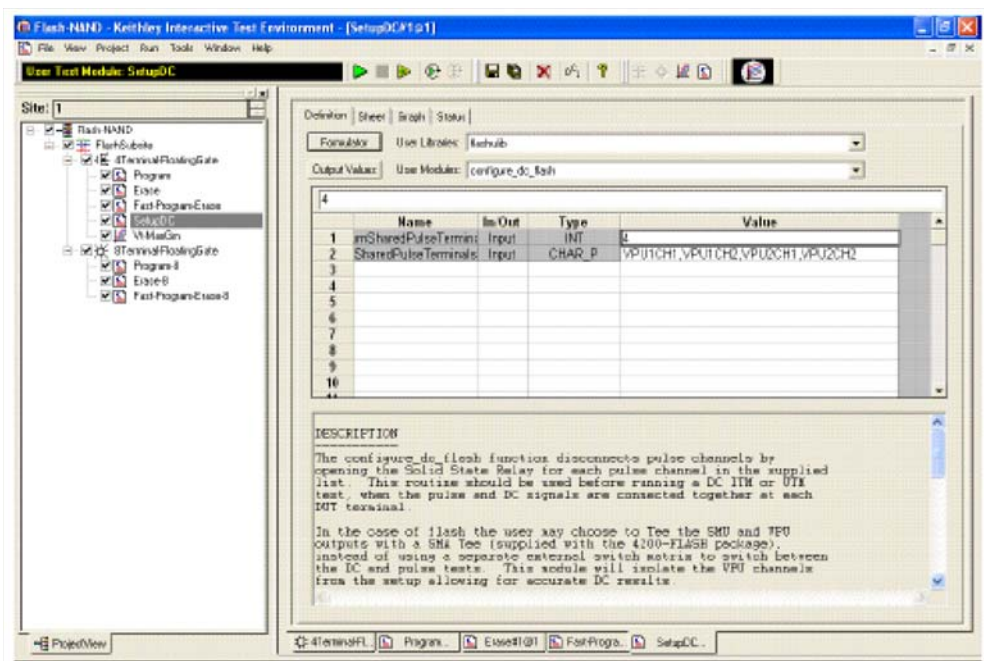 Flash-NAND - Keithley Interactive Test Environment - [SetupDC#1@1]
File View Project Run Tools Window Help
User Test Module: SetupDC
Site: 1
Flash-NAND
FlashSubsite
4TerminalFloatingGate
Program
Erase
Fast-Program-Erase
SetupDC
Vt-MaxGm
8TerminalFloatingGate
Program-8
Erase-8
Fast-Program-Erase-8
ProjectView
Definition Sheet Graph Status
Formulator User Libraries: flashulib
Output Values User Modules: configure_dc_flash
4
Name In/Out Type Value
1 mSharedPulseTermina Input INT 4
2 SharedPulseTerminals Input CHAR_P VPU1CH1,VPU1CH2,VPU2CH1,VPU2CH2
3
4
5
6
7
8
9
10
11
DESCRIPTION
The configure_dc_flash function disconnects pulse channels by
opening the Solid State Relay for each pulse channel in the supplied
list. This routine should be used before running a DC ITM or UTM
test, when the pulse and DC signals are connected together at each
DUT terminal.
In the case of flash the user may choose to Tee the SMU and VPU
outputs with a SMA Tee (supplied with the 4200-FLASH package),
instead of using a separate external switch matrix to switch between
the DC and pulse tests. This module will isolate the VPU channels
from the setup allowing for accurate DC results.
4Terminal-Fl... Program... Erase#1@1 Fast-Progra... SetupDC...